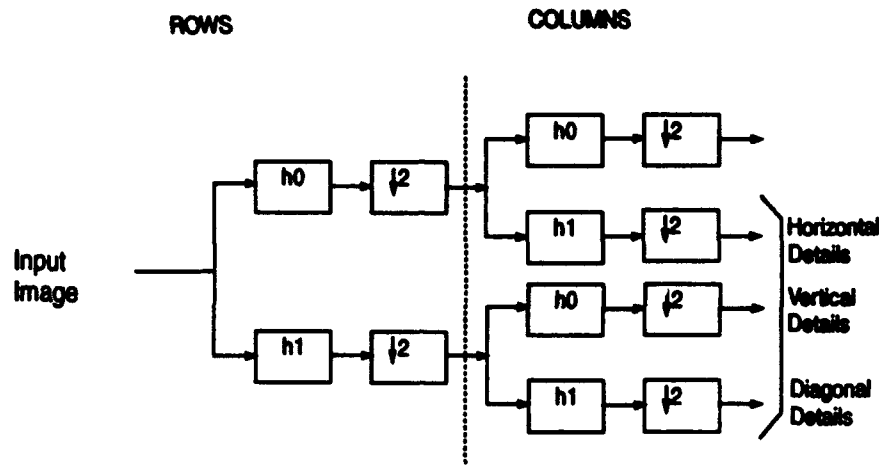 ROWS
COLUMNS
h0
↓2
h0
↓2
h1
↓2
Horizontal
Details
Input
Image
h0
↓2
Vertical
Details
h1
↓2
h1
↓2
Diagonal
Details